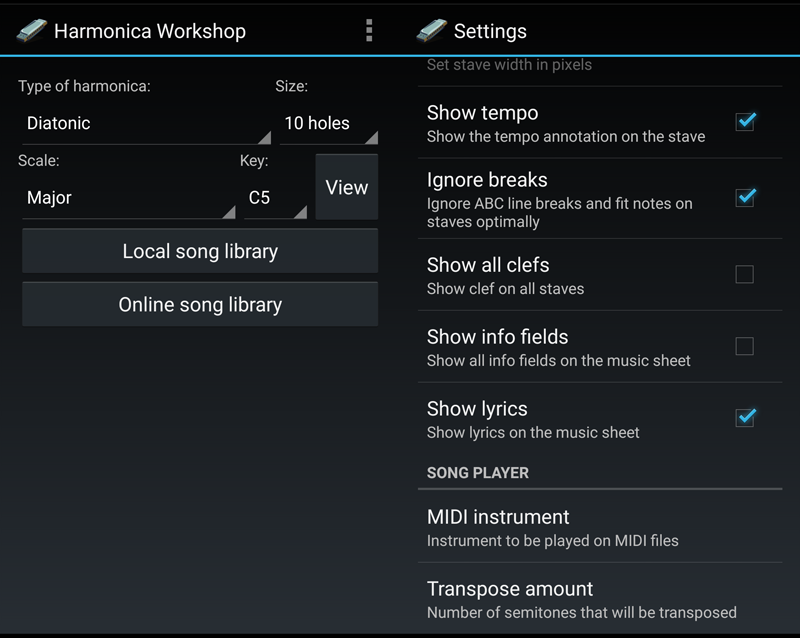 Harmonica Workshop
Type of harmonica:
Size:
Diatonic
10 holes
Scale:
Key:
Major
C5
View
Local song library
Online song library
Settings
Set stave width in pixels
Show tempo
Show the tempo annotation on the stave
Ignore breaks
Ignore ABC line breaks and fit notes on
staves optimally
Show all clefs
Show clef on all staves
Show info fields
Show all info fields on the music sheet
Show lyrics
Show lyrics on the music sheet
SONG PLAYER
MIDI instrument
Instrument to be played on MIDI files
Transpose amount
Number of semitones that will be transposed